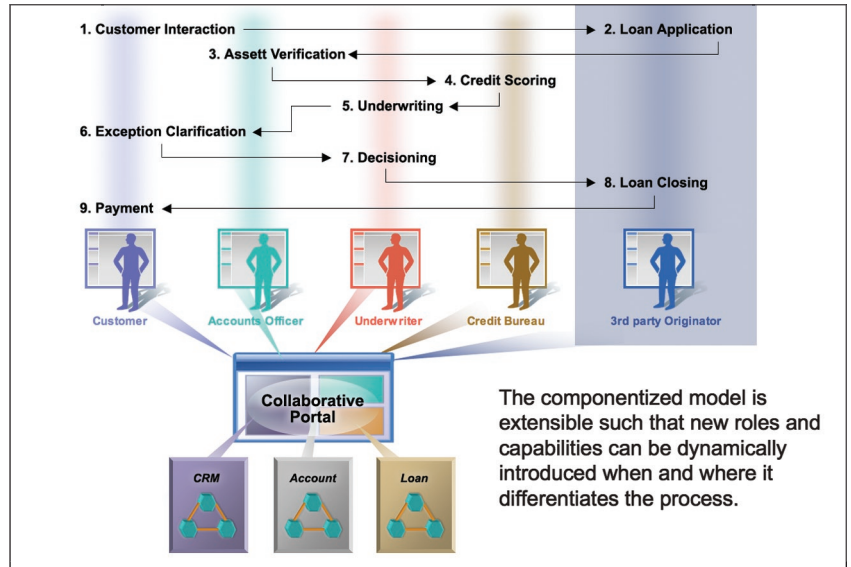 1. Customer Interaction
2. Loan Application
3. Assett Verification
4. Credit Scoring
5. Underwriting
6. Exception Clarification
7. Decisioning
8. Loan Closing
9. Payment
Customer
Accounts Officer
Underwriter
Credit Bureau
3rd party Originator
Collaborative
Portal
The componentized model is
extensible such that new roles and
capabilities can be dynamically
introduced when and where it
differentiates the process.
CRM
Account
Loan